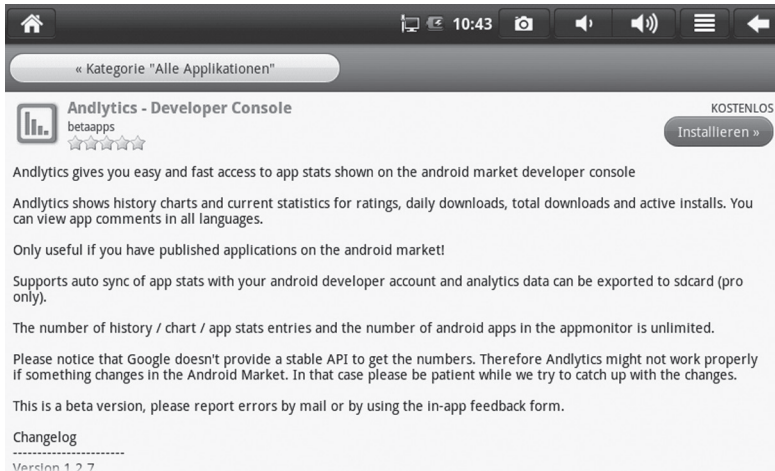 10:43
« Kategorie "Alle Applikationen"
Andlytics - Developer Console
betaapps
KOSTENLOS
Installieren »
Andlytics gives you easy and fast access to app stats shown on the android market developer console
Andlytics shows history charts and current statistics for ratings, daily downloads, total downloads and active installs. You
can view app comments in all languages.
Only useful if you have published applications on the android market!
Supports auto sync of app stats with your android developer account and analytics data can be exported to sdcard (pro
only).
The number of history / chart / app stats entries and the number of android apps in the appmonitor is unlimited.
Please notice that Google doesn't provide a stable API to get the numbers. Therefore Andlytics might not work properly
if something changes in the Android Market. In that case please be patient while we try to catch up with the changes.
This is a beta version, please report errors by mail or by using the in-app feedback form.
Changelog
-----------------------
Version 1.2.7